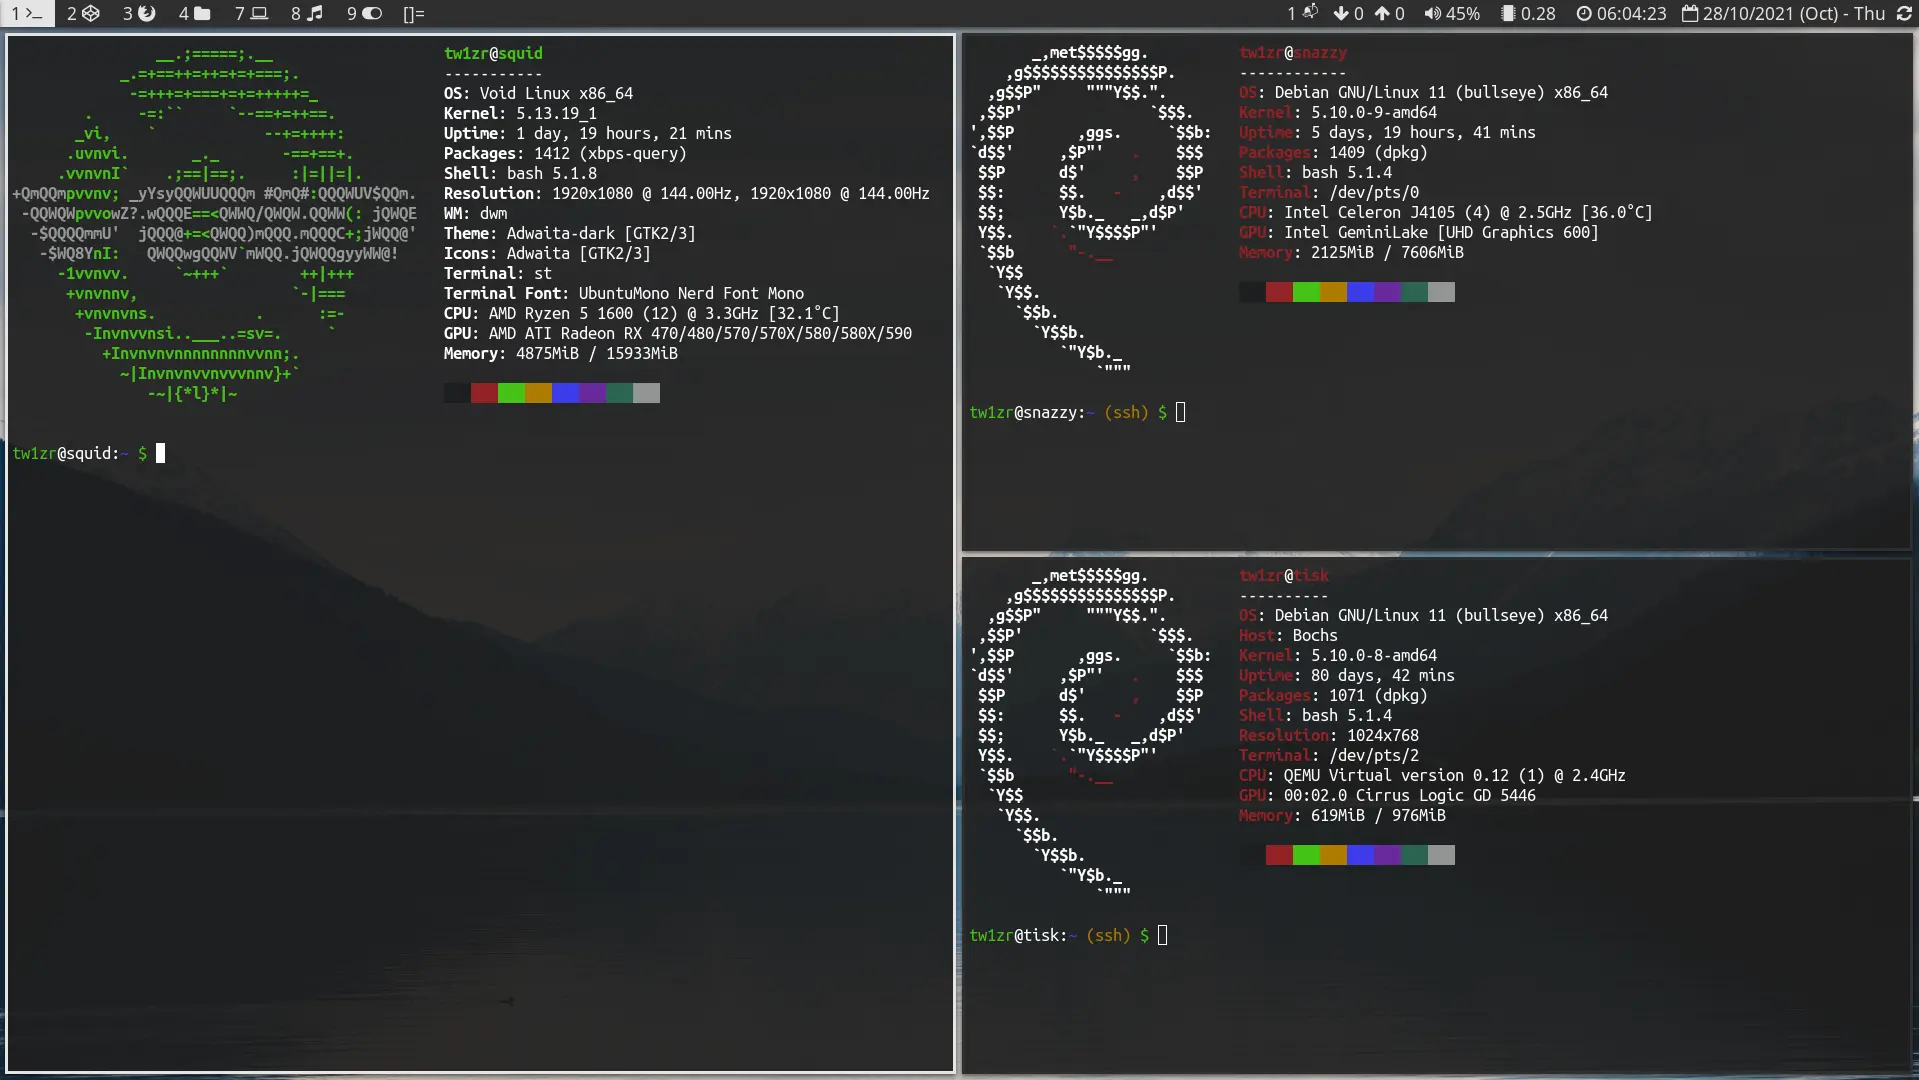 1 >_ 2 3 4 7 8 9 []= 1 0 0 45% 0.28 06:04:23 28/10/2021 (Oct) - Thu
tw1zr@squid
-----------
OS: Void Linux x86_64
Kernel: 5.13.19_1
Uptime: 1 day, 19 hours, 21 mins
Packages: 1412 (xbps-query)
Shell: bash 5.1.8
Resolution: 1920x1080 @ 144.00Hz, 1920x1080 @ 144.00Hz
WM: dwm
Theme: Adwaita-dark [GTK2/3]
Icons: Adwaita [GTK2/3]
Terminal: st
Terminal Font: UbuntuMono Nerd Font Mono
CPU: AMD Ryzen 5 1600 (12) @ 3.3GHz [32.1°C]
GPU: AMD ATI Radeon RX 470/480/570/570X/580/580X/590
Memory: 4875MiB / 15933MiB
tw1zr@squid:~ $
tw1zr@snazzy
------------
OS: Debian GNU/Linux 11 (bullseye) x86_64
Kernel: 5.10.0-9-amd64
Uptime: 5 days, 19 hours, 41 mins
Packages: 1409 (dpkg)
Shell: bash 5.1.4
Terminal: /dev/pts/0
CPU: Intel Celeron J4105 (4) @ 2.5GHz [36.0°C]
GPU: Intel GeminiLake [UHD Graphics 600]
Memory: 2125MiB / 7606MiB
tw1zr@snazzy:~ (ssh) $
tw1zr@tisk
----------
OS: Debian GNU/Linux 11 (bullseye) x86_64
Host: Bochs
Kernel: 5.10.0-8-amd64
Uptime: 80 days, 42 mins
Packages: 1071 (dpkg)
Shell: bash 5.1.4
Resolution: 1024x768
Terminal: /dev/pts/2
CPU: QEMU Virtual version 0.12 (1) @ 2.4GHz
GPU: 00:02.0 Cirrus Logic GD 5446
Memory: 619MiB / 976MiB
tw1zr@tisk:~ (ssh) $